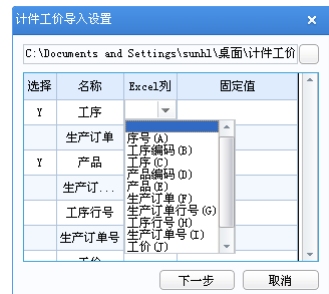 计件工价导入设置
C:\Documents and Settings\sunhl\桌面\计件工价
选择 名称 Excel列 固定值
Y 工序
生产订单
Y 产品
生产订...
工序行号
生产订单号
工价
序号(A)
工序编码(B)
工序(C)
产品编码(D)
产品(E)
生产订单(F)
生产订单行号(G)
工序行号(H)
生产订单号(I)
工价(J)
下一步 取消